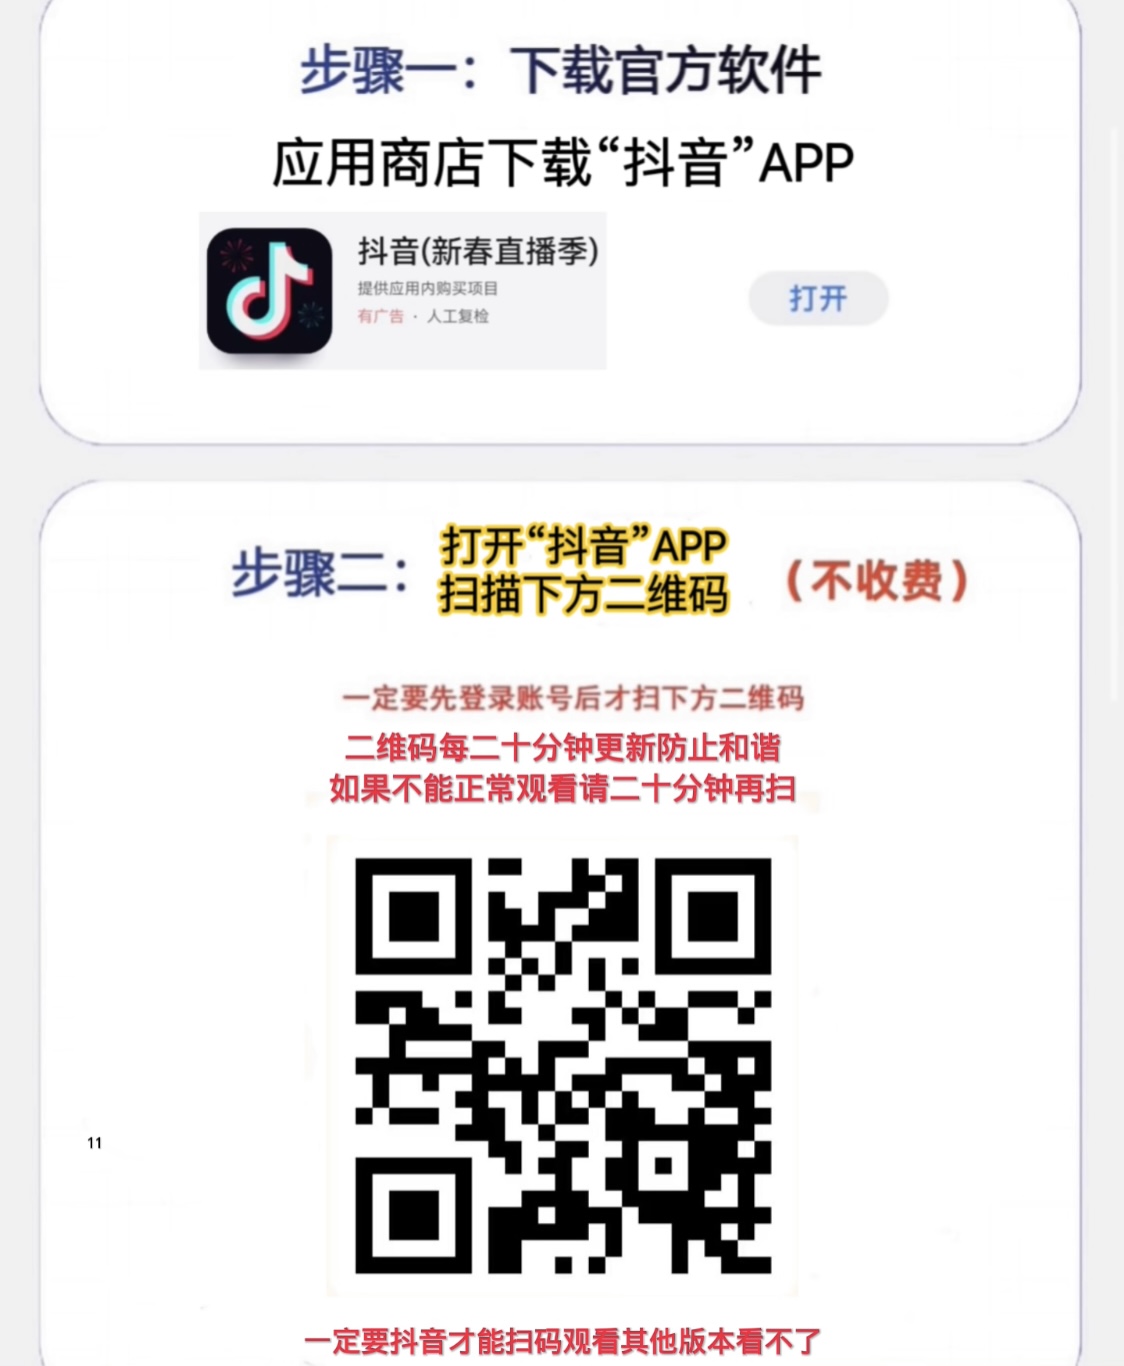 步骤一：下载官方软件
应用商店下载“抖音”APP
抖音(新春直播季)
提供应用内购买项目
有广告 · 人工复检
打开
步骤二：
打开“抖音”APP
扫描下方二维码
（不收费）
一定要先登录账号后才扫下方二维码
二维码每二十分钟更新防止和谐
如果不能正常观看请二十分钟再扫
11
一定要抖音才能扫码观看其他版本看不了